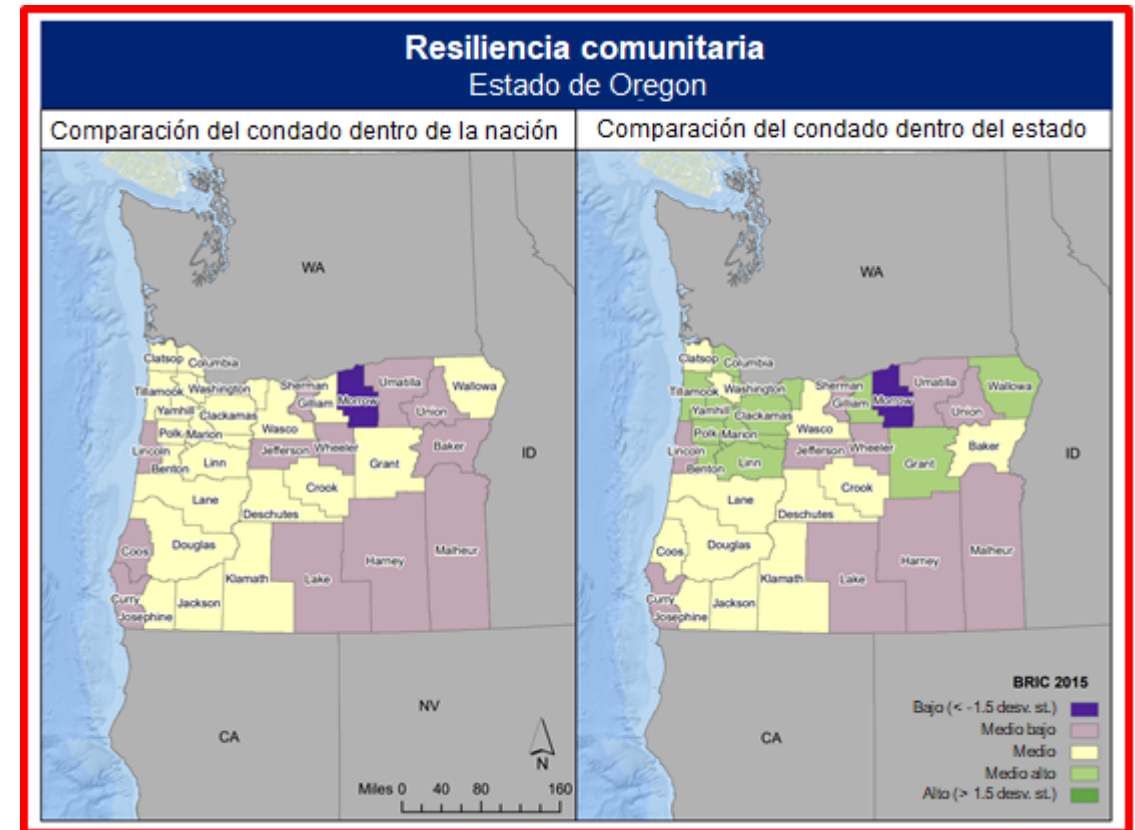 Resiliencia comunitaria
Estado de Oregon
Comparación del condado dentro de la nación
Comparación del condado dentro del estado
WA
Clatsop
Columbia
Tillamook
Washington
Sherman
Umatilla
Wallowa
Gilliam
Morrow
Yamhill
Clackamas
Union
Wasco
Polk
Marion
Lincoln
Jefferson
Wheeler
Baker
ID
Benton
Linn
Grant
Crook
Lane
Deschutes
Coos
Douglas
Harney
Malheur
Klamath
Lake
Curry
Jackson
Josephine
NV
CA
N
Miles 0 40 80 160
WA
Clatsop
Columbia
Tillamook
Washington
Sherman
Umatilla
Wallowa
Gilliam
Morrow
Yamhill
Clackamas
Union
Wasco
Polk
Marion
Lincoln
Jefferson
Wheeler
Baker
ID
Benton
Linn
Grant
Crook
Lane
Deschutes
Coos
Douglas
Harney
Malheur
Klamath
Lake
Curry
Jackson
Josephine
CA
BRIC 2015
Bajo (< -1.5 desv. st.)
Medio bajo
Medio
Medio alto
Alto (> 1.5 desv. st.)